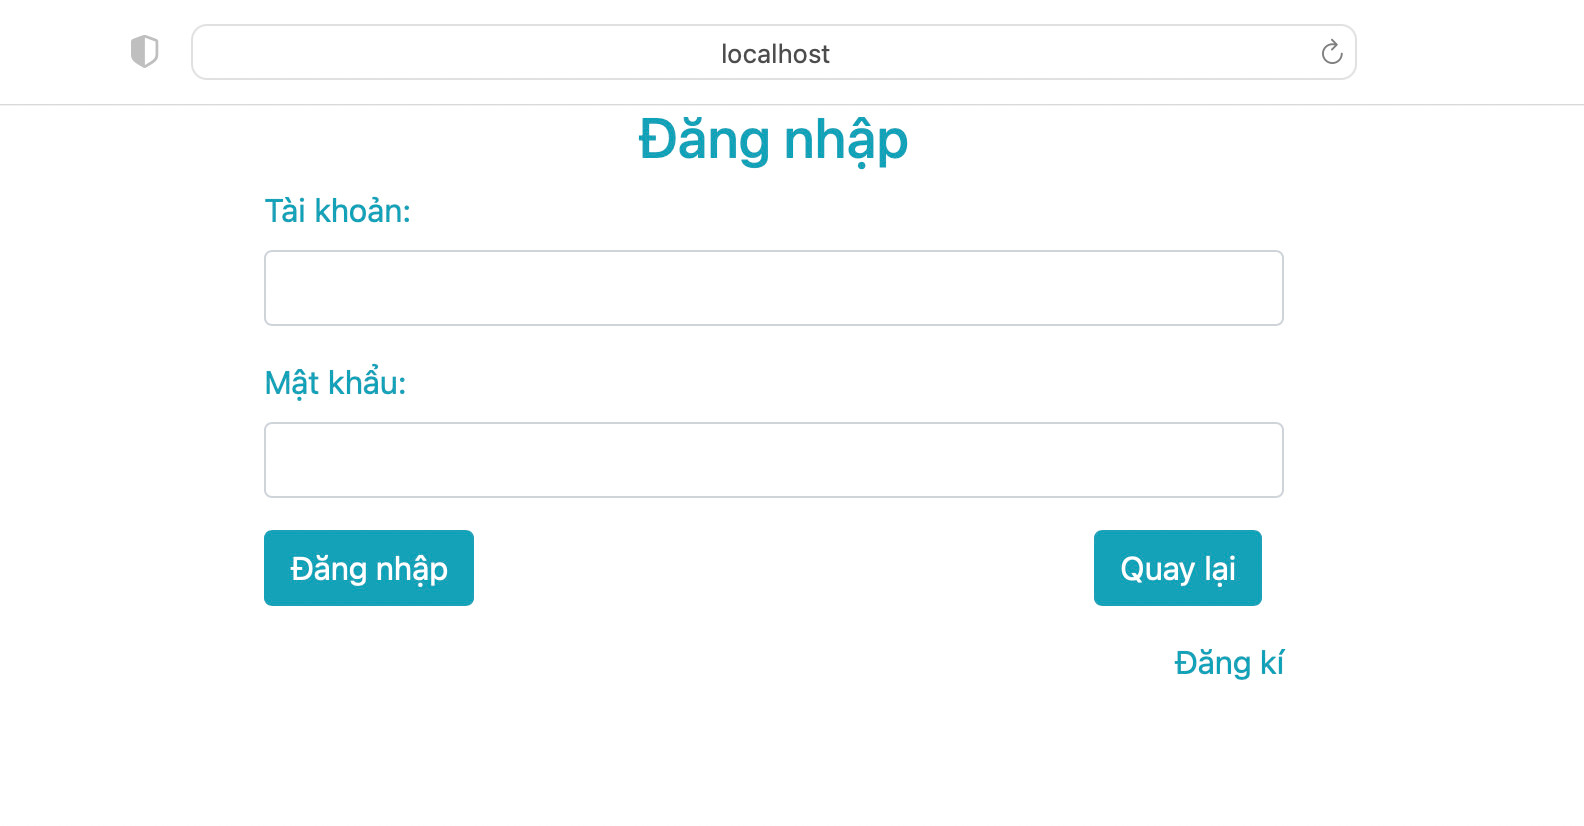 localhost
Đăng nhập
Tài khoản:
Mật khẩu:
Đăng nhập Quay lại
Đăng kí